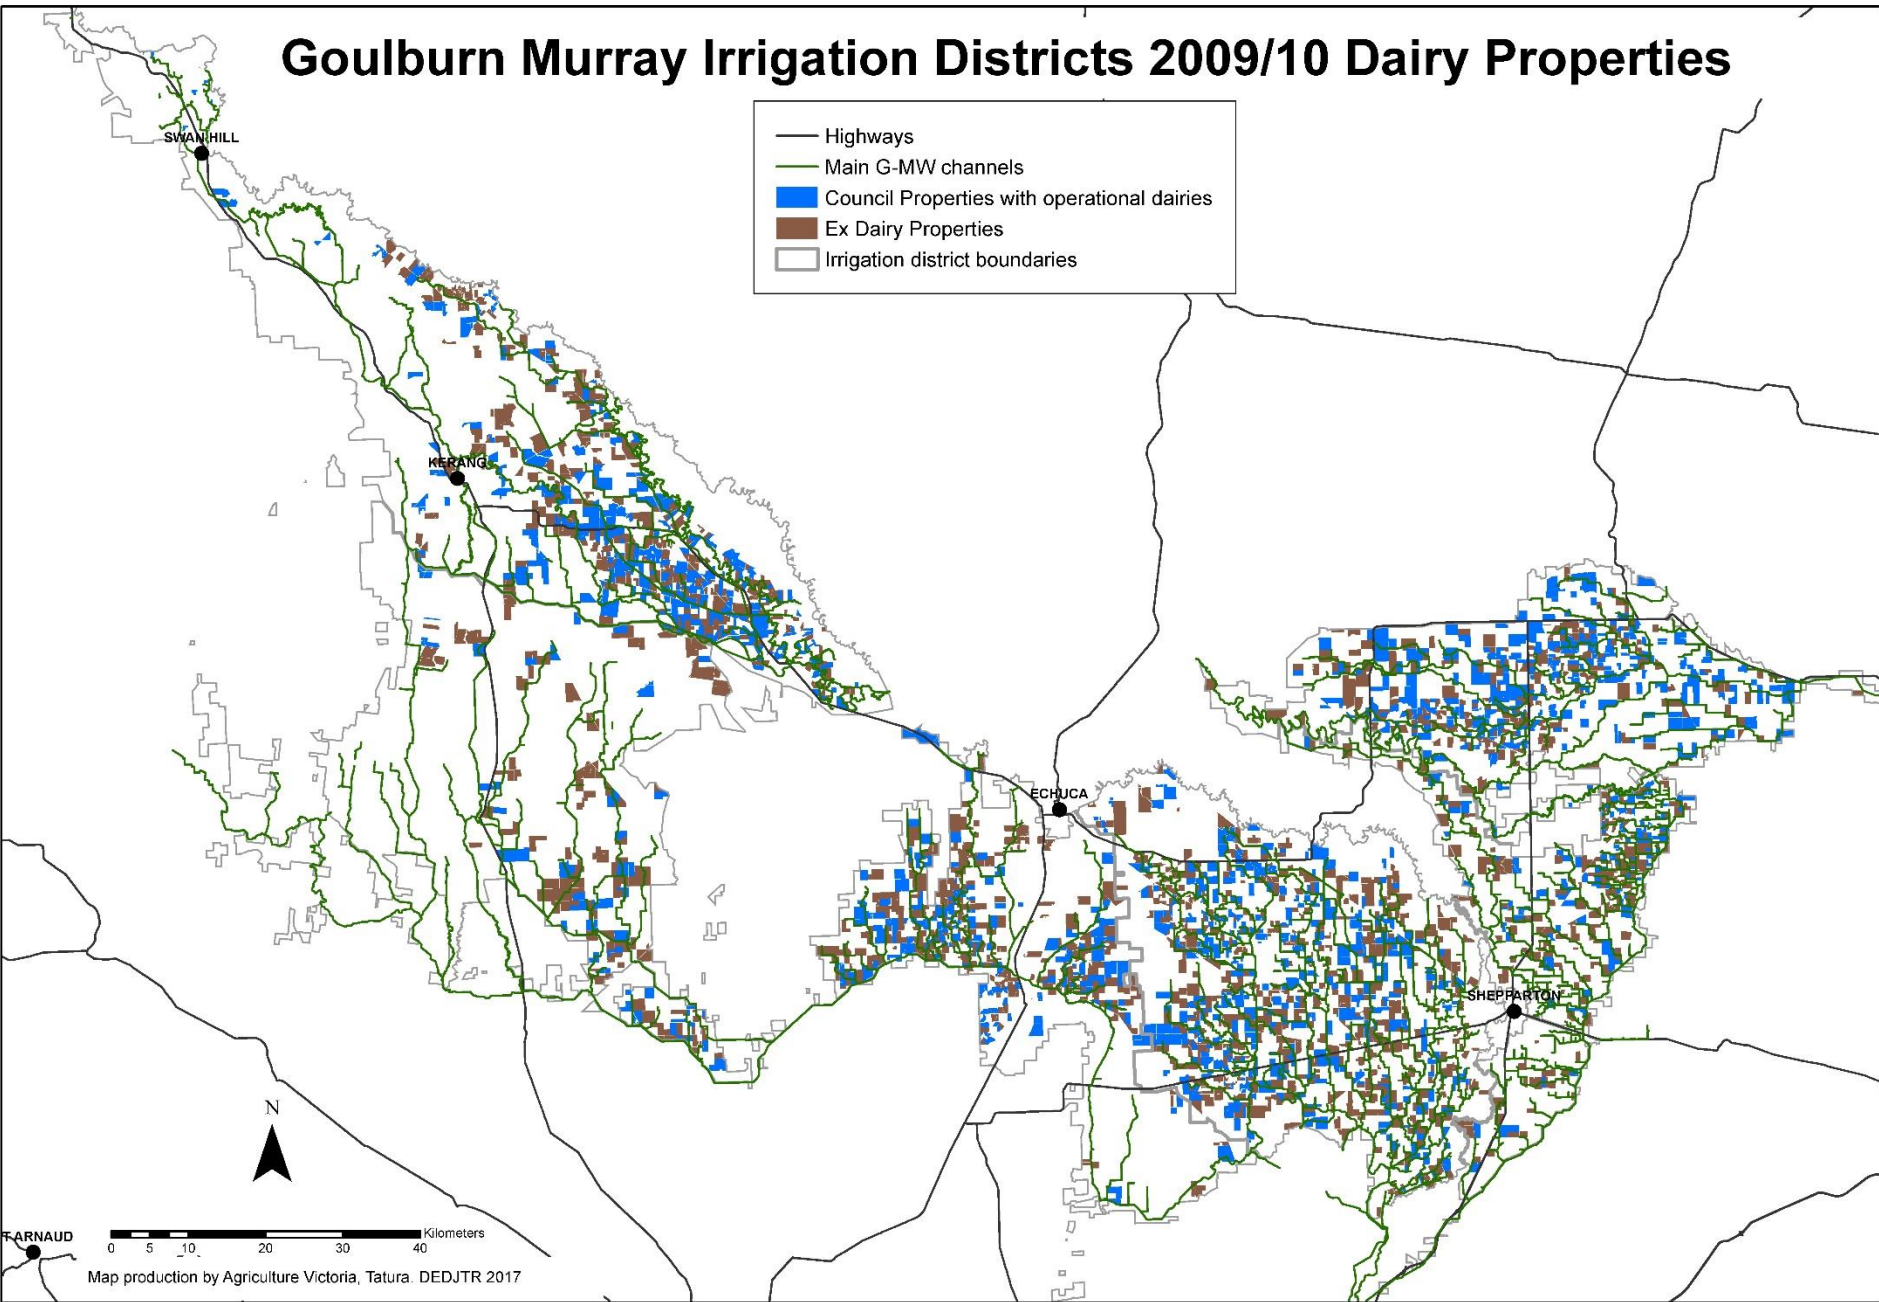 Goulburn Murray Irrigation Districts 2009/10 Dairy Properties
Highways
Main G-MW channels
Council Properties with operational dairies
Ex Dairy Properties
Irrigation district boundaries
SWAN HILL
KERANG
ECHUCA
SHEPPARTON
N
T ARNAUD
Kilometers
0 5 10 20 30 40
Map production by Agriculture Victoria, Tatura. DEDJTR 2017